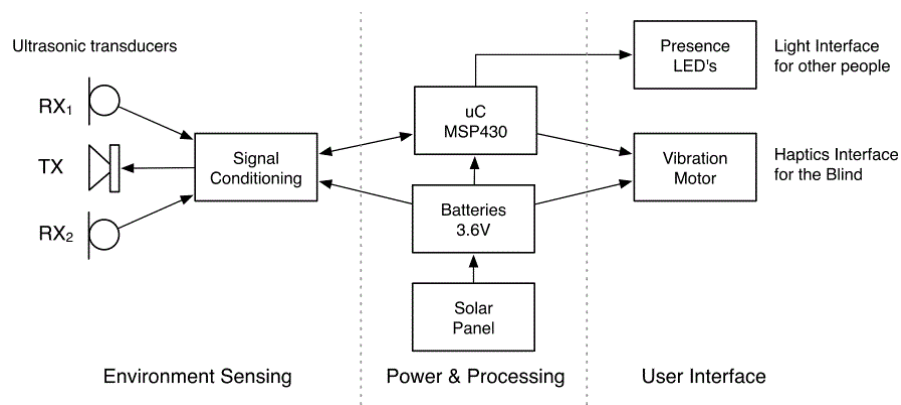 Ultrasonic transducers
RX₁
TX
RX₂
Signal
Conditioning
uC
MSP430
Batteries
3.6V
Solar
Panel
Presence
LED's
Light Interface
for other people
Vibration
Motor
Haptics Interface
for the Blind
Environment Sensing
Power & Processing
User Interface